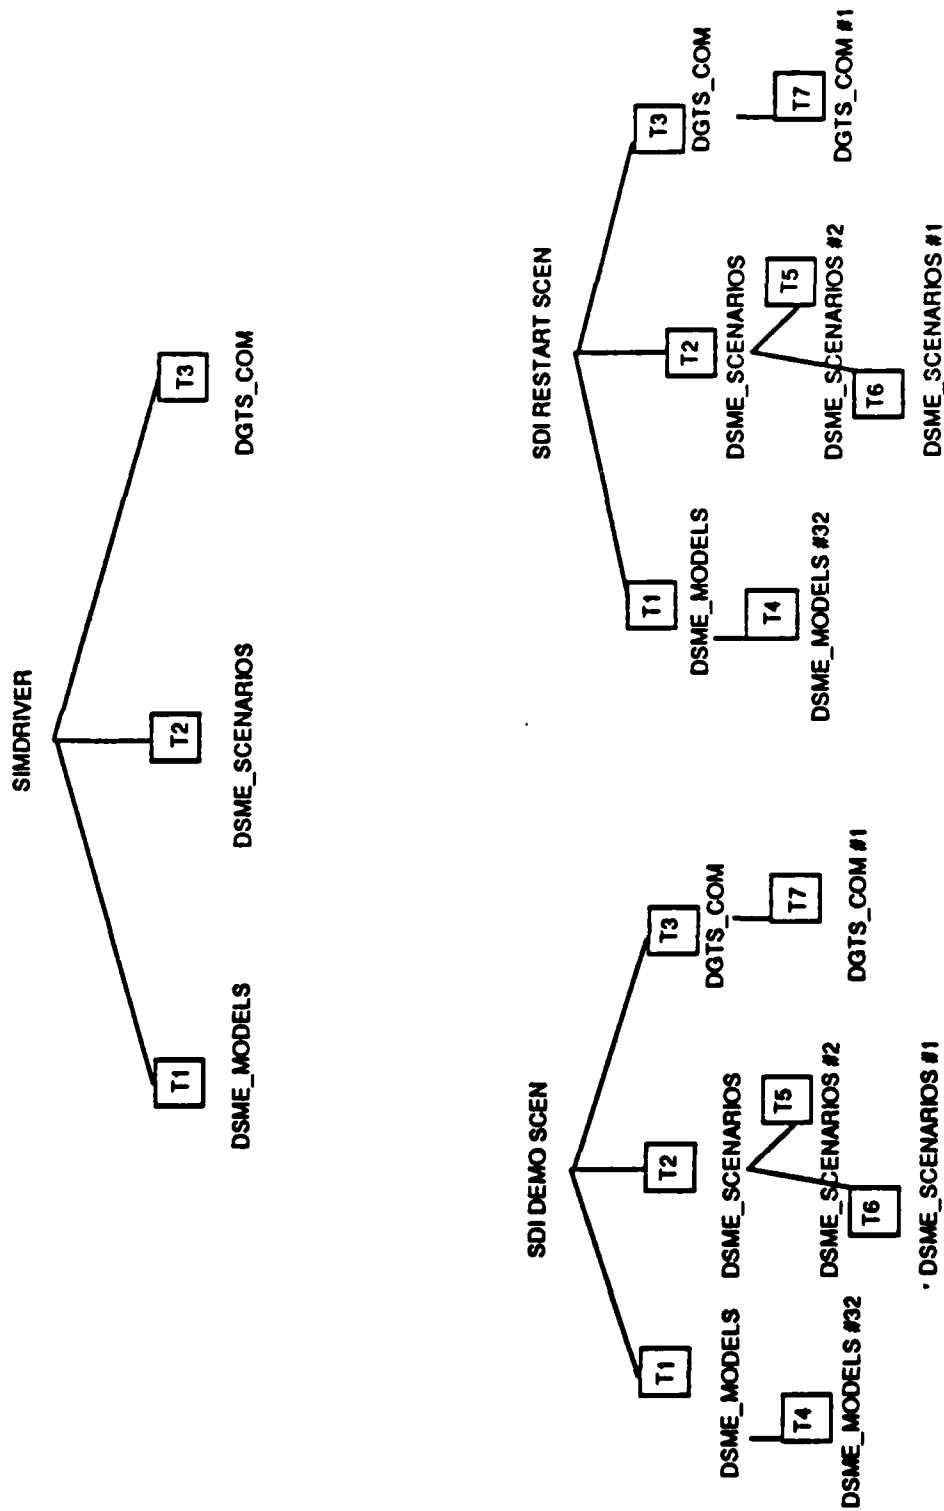 SIMDRIVER
T1
T2
T3
DSME_MODELS
DSME_SCENARIOS
DGTS_COM
SDI DEMO SCEN
T1
T2
T3
DSME_MODELS
DSME_SCENARIOS
DGTS_COM
T4
T5
T7
DSME_MODELS #32
DSME_SCENARIOS #2
DGTS_COM #1
T6
DSME_SCENARIOS #1
SDI RESTART SCEN
T1
T2
T3
DSME_MODELS
DSME_SCENARIOS
DGTS_COM
T4
T5
T7
DSME_MODELS #32
DSME_SCENARIOS #2
DGTS_COM #1
T6
DSME_SCENARIOS #1